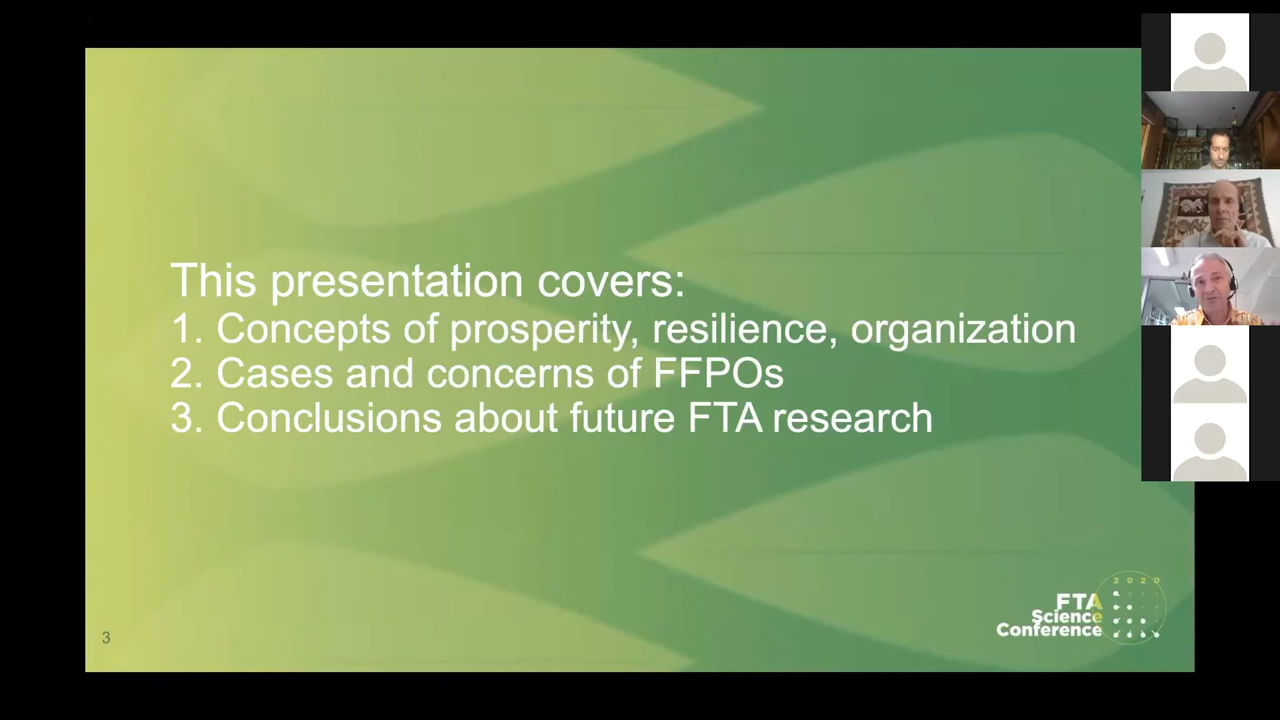 This presentation covers:
1. Concepts of prosperity, resilience, organization
2. Cases and concerns of FFPOs
3. Conclusions about future FTA research
3
2020
FTA
Science
Conference